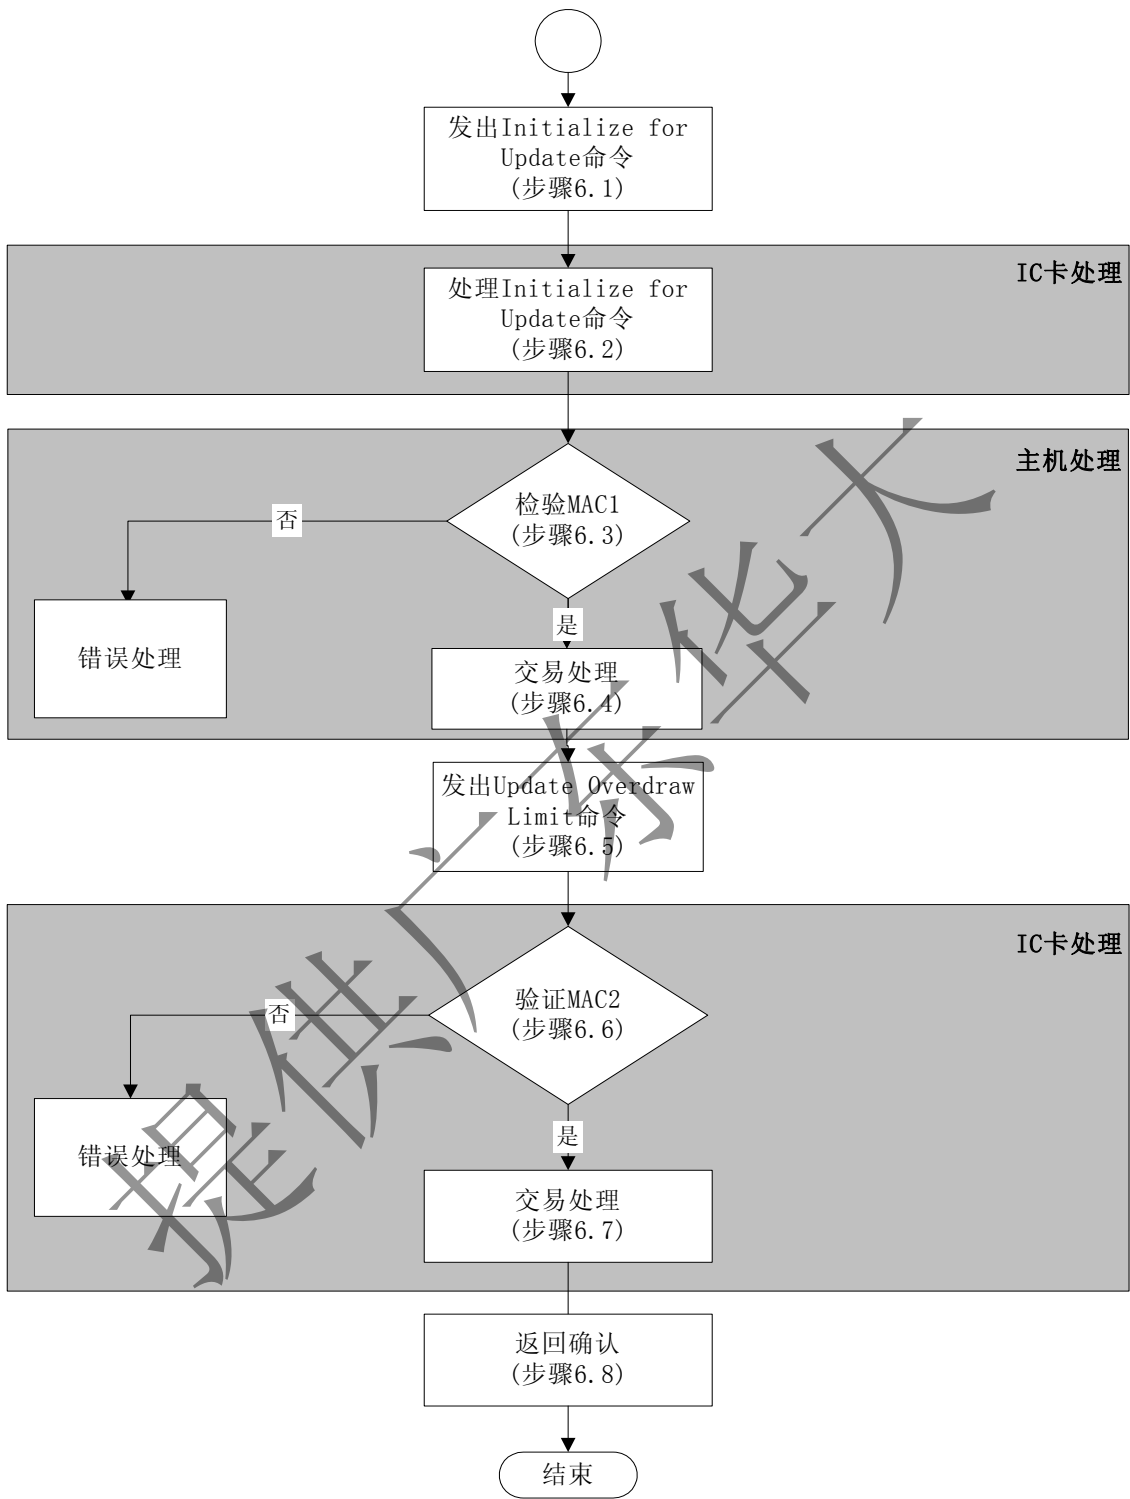 发出Initialize for
Update命令
(步骤6.1)
IC卡处理
处理Initialize for
Update命令
(步骤6.2)
主机处理
检验MAC1
(步骤6.3)
否
是
错误处理
交易处理
(步骤6.4)
发出Update Overdraw
Limit命令
(步骤6.5)
IC卡处理
验证MAC2
(步骤6.6)
否
是
错误处理
交易处理
(步骤6.7)
返回确认
(步骤6.8)
结束
提供广东华大